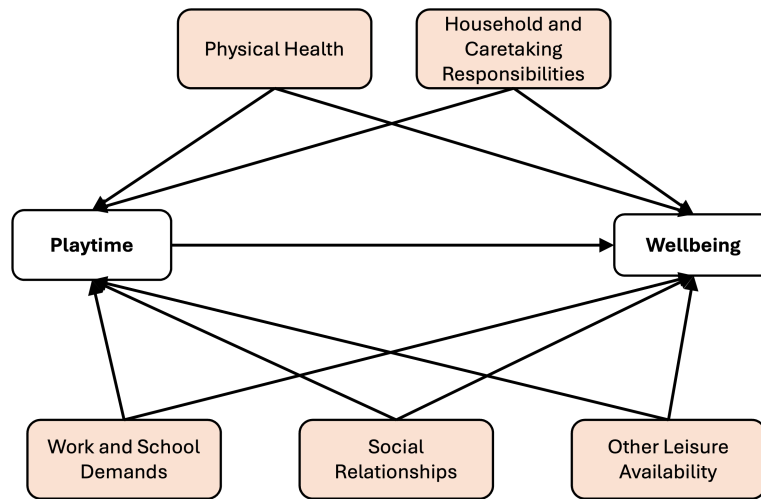 Physical Health
Household and
Caretaking
Responsibilities
Playtime
Wellbeing
Work and School
Demands
Social
Relationships
Other Leisure
Availability